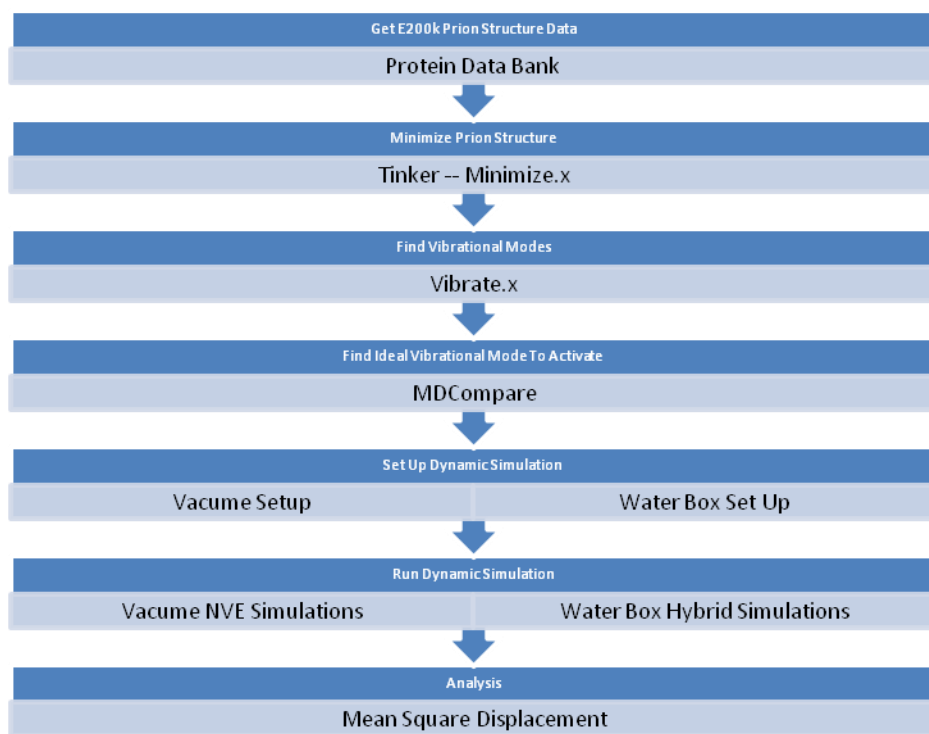 Get E200k Prion Structure Data
Protein Data Bank
Minimize Prion Structure
Tinker -- Minimize.x
Find Vibrational Modes
Vibrate.x
Find Ideal Vibrational Mode To Activate
MDCompare
Set Up Dynamic Simulation
Vacume Setup
Water Box Set Up
Run Dynamic Simulation
Vacume NVE Simulations
Water Box Hybrid Simulations
Analysis
Mean Square Displacement